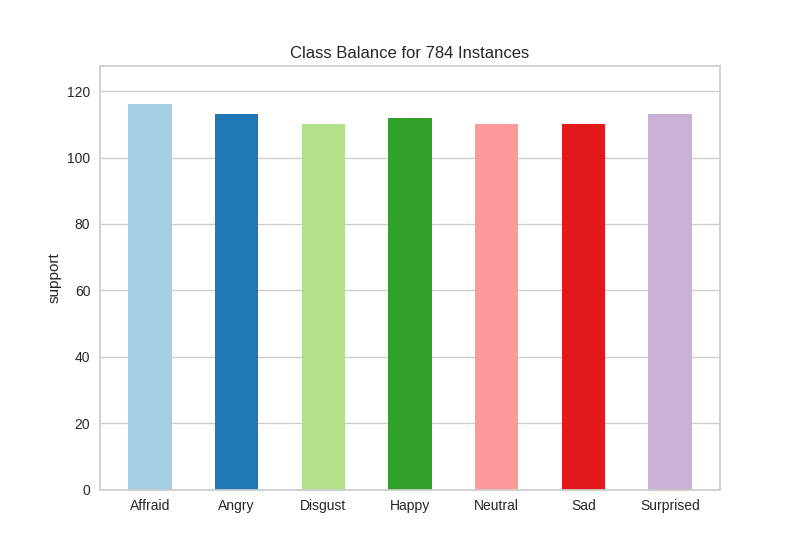 Class Balance for 784 Instances
120
100
80
60
40
20
0
support
Affraid Angry Disgust Happy Neutral Sad Surprised